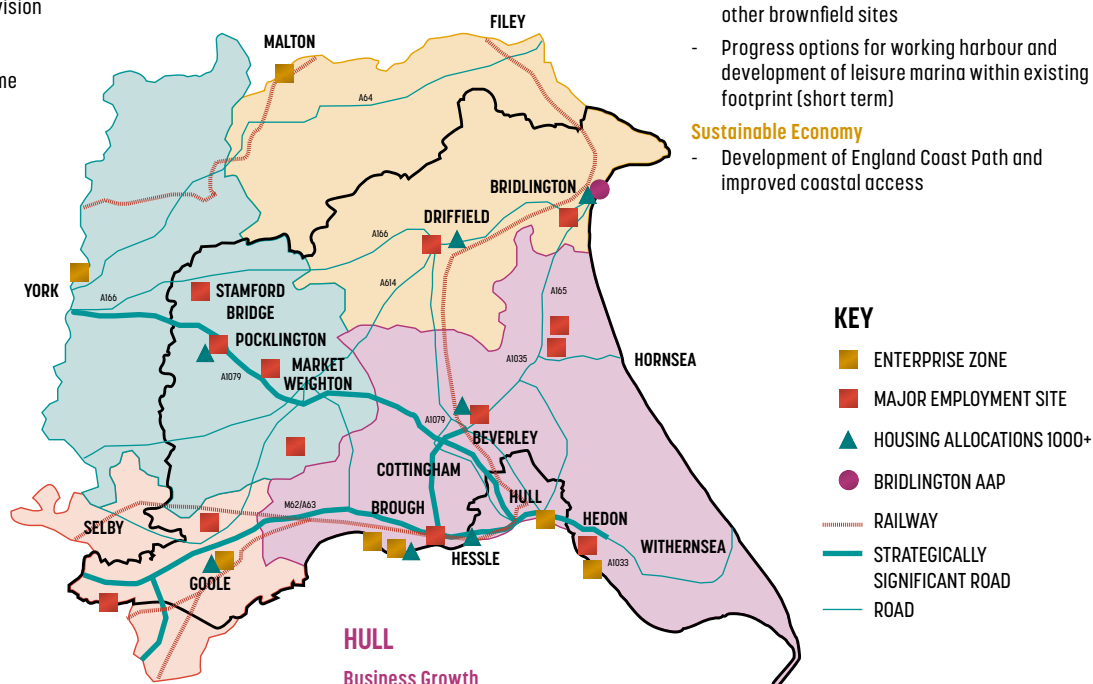 vision
me
other brownfield sites
- Progress options for working harbour and
development of leisure marina within existing
footprint (short term)
Sustainable Economy
- Development of England Coast Path and
improved coastal access
FILEY
MALTON
A64
BRIDLINGTON
DRIFFIELD
A166
A614
YORK
A166
STAMFORD
BRIDGE
A165
POCKLINGTON
MARKET
WEIGHTON
A1079
A1035
HORNSEA
A1079
BEVERLEY
COTTINGHAM
M62/A63
BROUGH
HULL
HEDON
SELBY
WITHERNSEA
HESSLE
A1033
GOOLE
KEY
ENTERPRISE ZONE
MAJOR EMPLOYMENT SITE
HOUSING ALLOCATIONS 1000+
BRIDLINGTON AAP
RAILWAY
STRATEGICALLY
SIGNIFICANT ROAD
ROAD
HULL
Business Growth